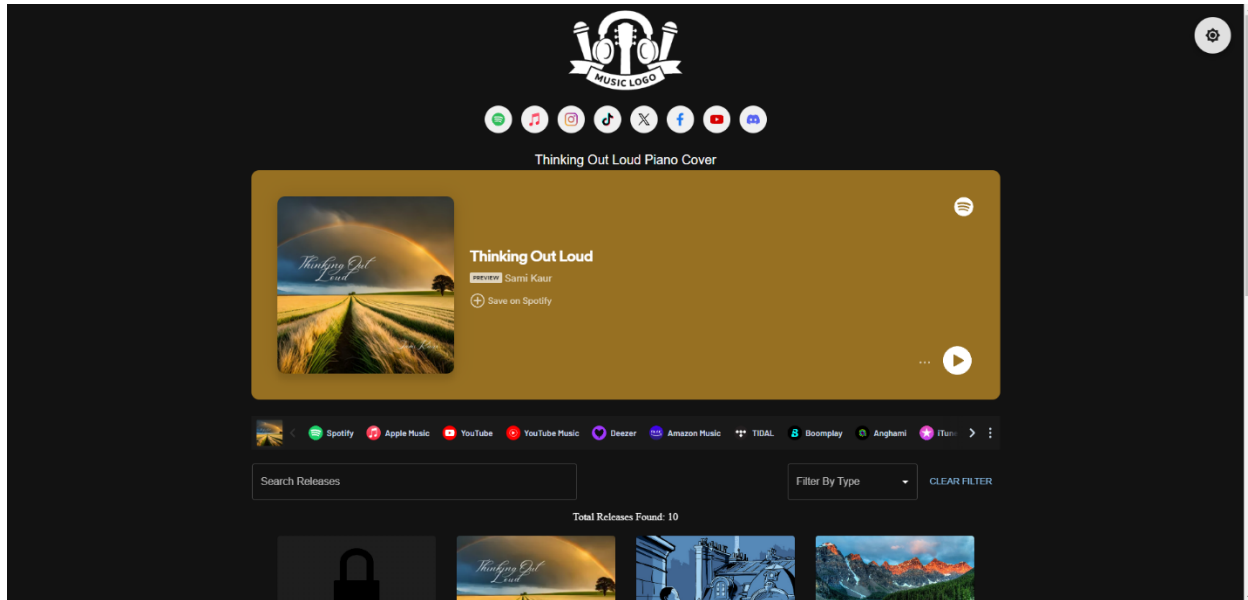 MUSIC LOGO
Thinking Out Loud Piano Cover
Thinking Out
Loud
Sami Kaur
Thinking Out Loud
PREVIEW Sami Kaur
Save on Spotify
Spotify Apple Music YouTube YouTube Music Deezer Amazon Music TIDAL Boomplay Anghami iTun
Search Releases
Filter By Type
CLEAR FILTER
Total Releases Found: 10
Thinking Out
Loud